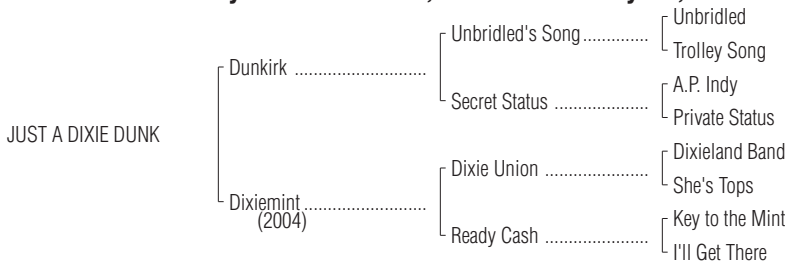 Unbridled
Unbridled's Song..............
Trolley Song
Dunkirk ............................
A.P. Indy
Secret Status ....................
Private Status
JUST A DIXIE DUNK
Dixieland Band
Dixie Union ......................
She's Tops
Dixiemint..........................
(2004)
Key to the Mint
Ready Cash ......................
I'll Get There